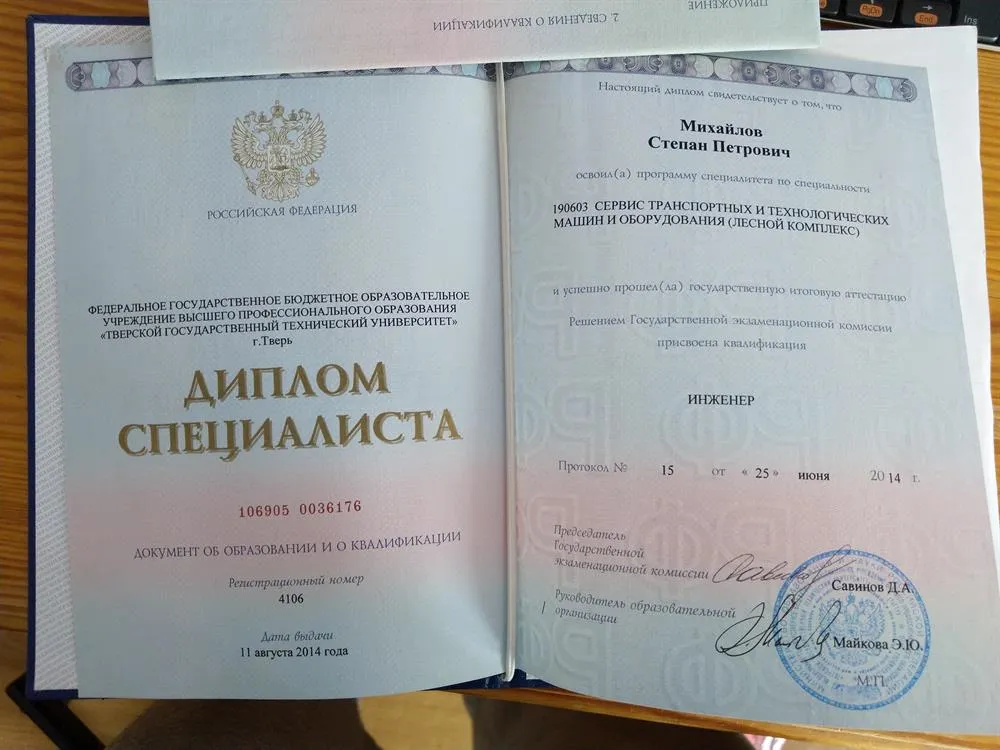 ПРИЛОЖЕНИЕ
2. СВЕДЕНИЯ О КВАЛИФИКАЦИИ
PgDn
End
Ins
РОССИЙСКАЯ ФЕДЕРАЦИЯ
ФЕДЕРАЛЬНОЕ ГОСУДАРСТВЕННОЕ БЮДЖЕТНОЕ ОБРАЗОВАТЕЛЬНОЕ
УЧРЕЖДЕНИЕ ВЫСШЕГО ПРОФЕССИОНАЛЬНОГО ОБРАЗОВАНИЯ
«ТВЕРСКОЙ ГОСУДАРСТВЕННЫЙ ТЕХНИЧЕСКИЙ УНИВЕРСИТЕТ»
г.Тверь
ДИПЛОМ
СПЕЦИАЛИСТА
106905 0036176
ДОКУМЕНТ ОБ ОБРАЗОВАНИИ И О КВАЛИФИКАЦИИ
Регистрационный номер
4106
Дата выдачи
11 августа 2014 года
Настоящий диплом свидетельствует о том, что
Михайлов
Степан Петрович
освоил(а) программу специалитета по специальности
190603 СЕРВИС ТРАНСПОРТНЫХ И ТЕХНОЛОГИЧЕСКИХ
МАШИН И ОБОРУДОВАНИЯ (ЛЕСНОЙ КОМПЛЕКС)
и успешно прошел(ла) государственную итоговую аттестацию
Решением Государственной экзаменационной комиссии
присвоена квалификация
ИНЖЕНЕР
Протокол № 15 от « 25 » июня 2014 г.
Председатель
Государственной
экзаменационной комиссии Савинов Д.А.
Руководитель образовательной
организации Майкова Э.Ю.
М.П.